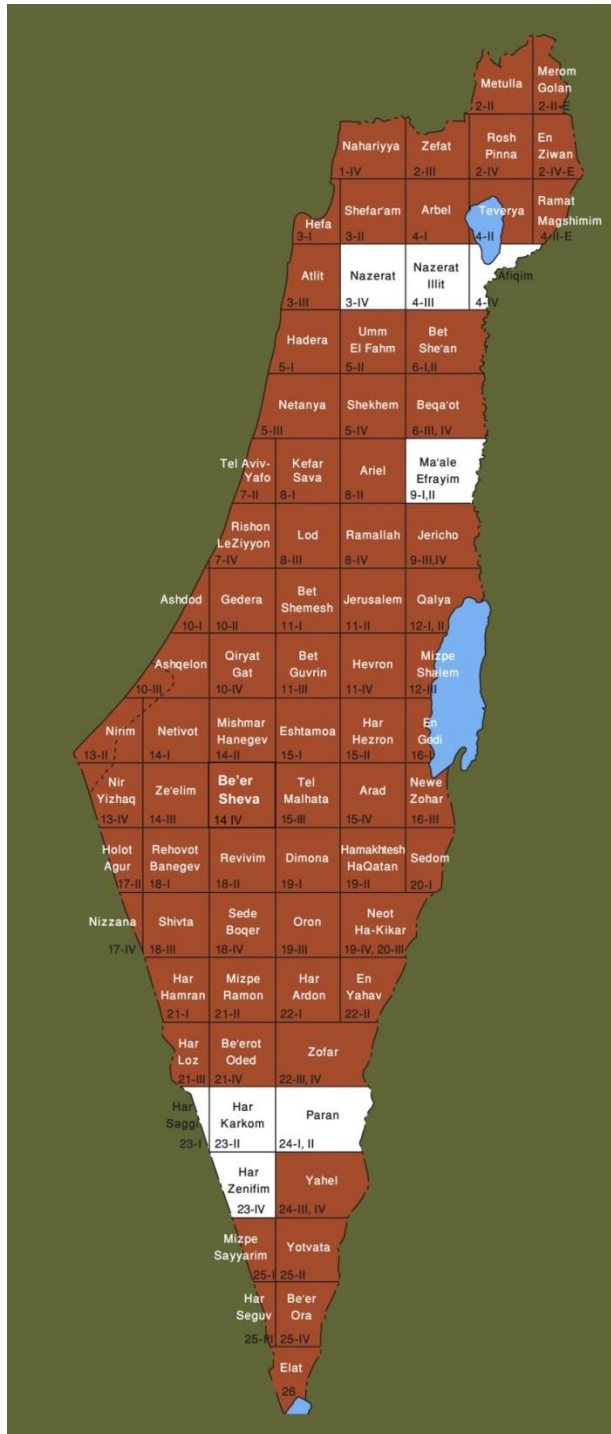 Metulla
2-II
Merom
Golan
2-II-E
Nahariyya
1-IV
Zefat
2-III
Rosh
Pinna
2-IV
En
Ziwan
2-IV-E
Hefa
3-I
Shefar'am
3-II
Arbel
4-I
Teverya
4-II
Ramat
Magshimim
4-II-E
Atlit
3-III
Nazerat
3-IV
Nazerat
Illit
4-III
Afiqim
4-IV
Hadera
5-I
Umm
El Fahm
5-II
Bet
She'an
6-I,II
Netanya
5-III
Shekhem
5-IV
Beqa'ot
6-III, IV
Tel Aviv-
Yafo
7-II
Kefar
Sava
8-I
Ariel
8-II
Ma'ale
Efrayim
9-I,II
Rishon
LeZiyyon
7-IV
Lod
8-III
Ramallah
8-IV
Jericho
9-III,IV
Ashdod
10-I
Gedera
10-II
Bet
Shemesh
11-I
Jerusalem
11-II
Qalya
12-I, II
Ashqelon
10-III
Qiryat
Gat
10-IV
Bet
Guvrin
11-III
Hevron
11-IV
Mizpe
Shalem
12-III
Nirim
13-II
Netivot
14-I
Mishmar
Hanegev
14-II
Eshtamoa
15-I
Har
Hezron
15-II
En
Gedi
16-I
Nir
Yizhaq
13-IV
Ze'elim
14-III
Be'er
Sheva
14 IV
Tel
Malhata
15-III
Arad
15-IV
Newe
Zohar
16-III
Holot
Agur
17-II
Rehovot
Banegev
18-I
Revivim
18-II
Dimona
19-I
Hamakhtesh
HaQatan
19-II
Sedom
20-I
Nizzana
17-IV
Shivta
18-III
Sede
Boqer
18-IV
Oron
19-III
Neot
Ha-Kikar
19-IV, 20-III
Har
Hamran
21-I
Mizpe
Ramon
21-II
Har
Ardon
22-I
En
Yahav
22-II
Har
Loz
21-III
Be'erot
Oded
21-IV
Zofar
22-III, IV
Har
Saggi
23-I
Har
Karkom
23-II
Paran
24-I, II
Har
Zenifim
23-IV
Yahel
24-III, IV
Mizpe
Sayyarim
25-I
Yotvata
25-II
Har
Seguv
25-III
Be'er
Ora
25-IV
Elat
26